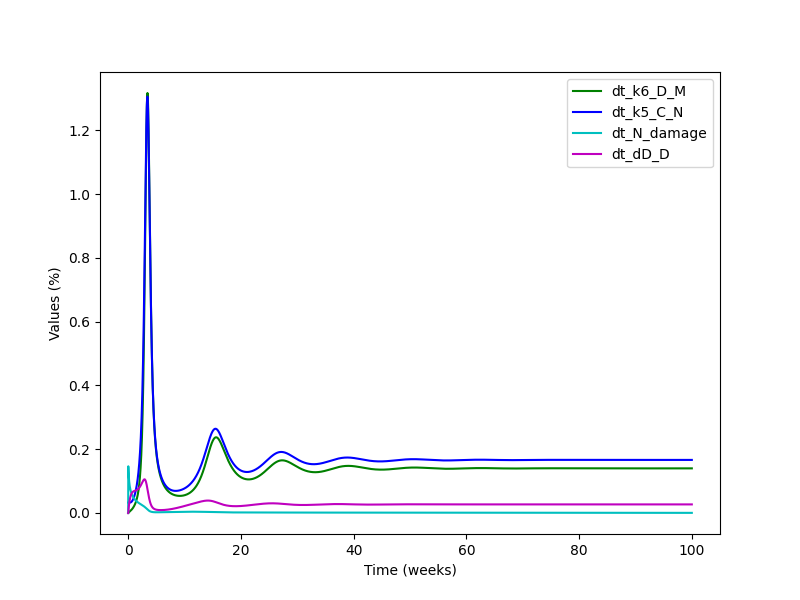 dt_k6_D_M
dt_k5_C_N
dt_N_damage
dt_dD_D
Values (%)
1.2
1.0
0.8
0.6
0.4
0.2
0.0
0 20 40 60 80 100
Time (weeks)